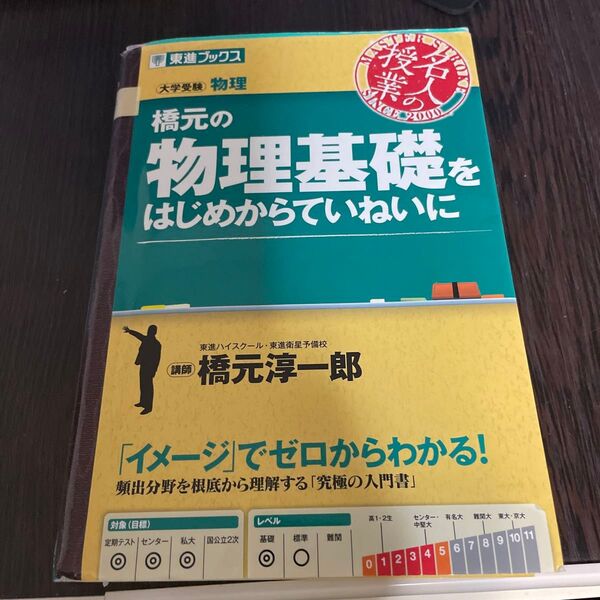 東進ブックス
MASTER STROKE
名人の
授業
SINCE 2000
大学受験 物理
橋元の
物理基礎を
はじめからていねいに
東進ハイスクール・東進衛星予備校
講師 橋元淳一郎
「イメージ」でゼロからわかる!
頻出分野を根底から理解する「究極の入門書」
対象(目標)
定期テスト センター 私大 国公立2次
◎ ◎ ◎
レベル
基礎 標準 難関
◎ ○
高1・2生 センター・中堅大 有名大 難関大 東大・京大
0 1 2 3 4 5 6 7 8 9 10 11